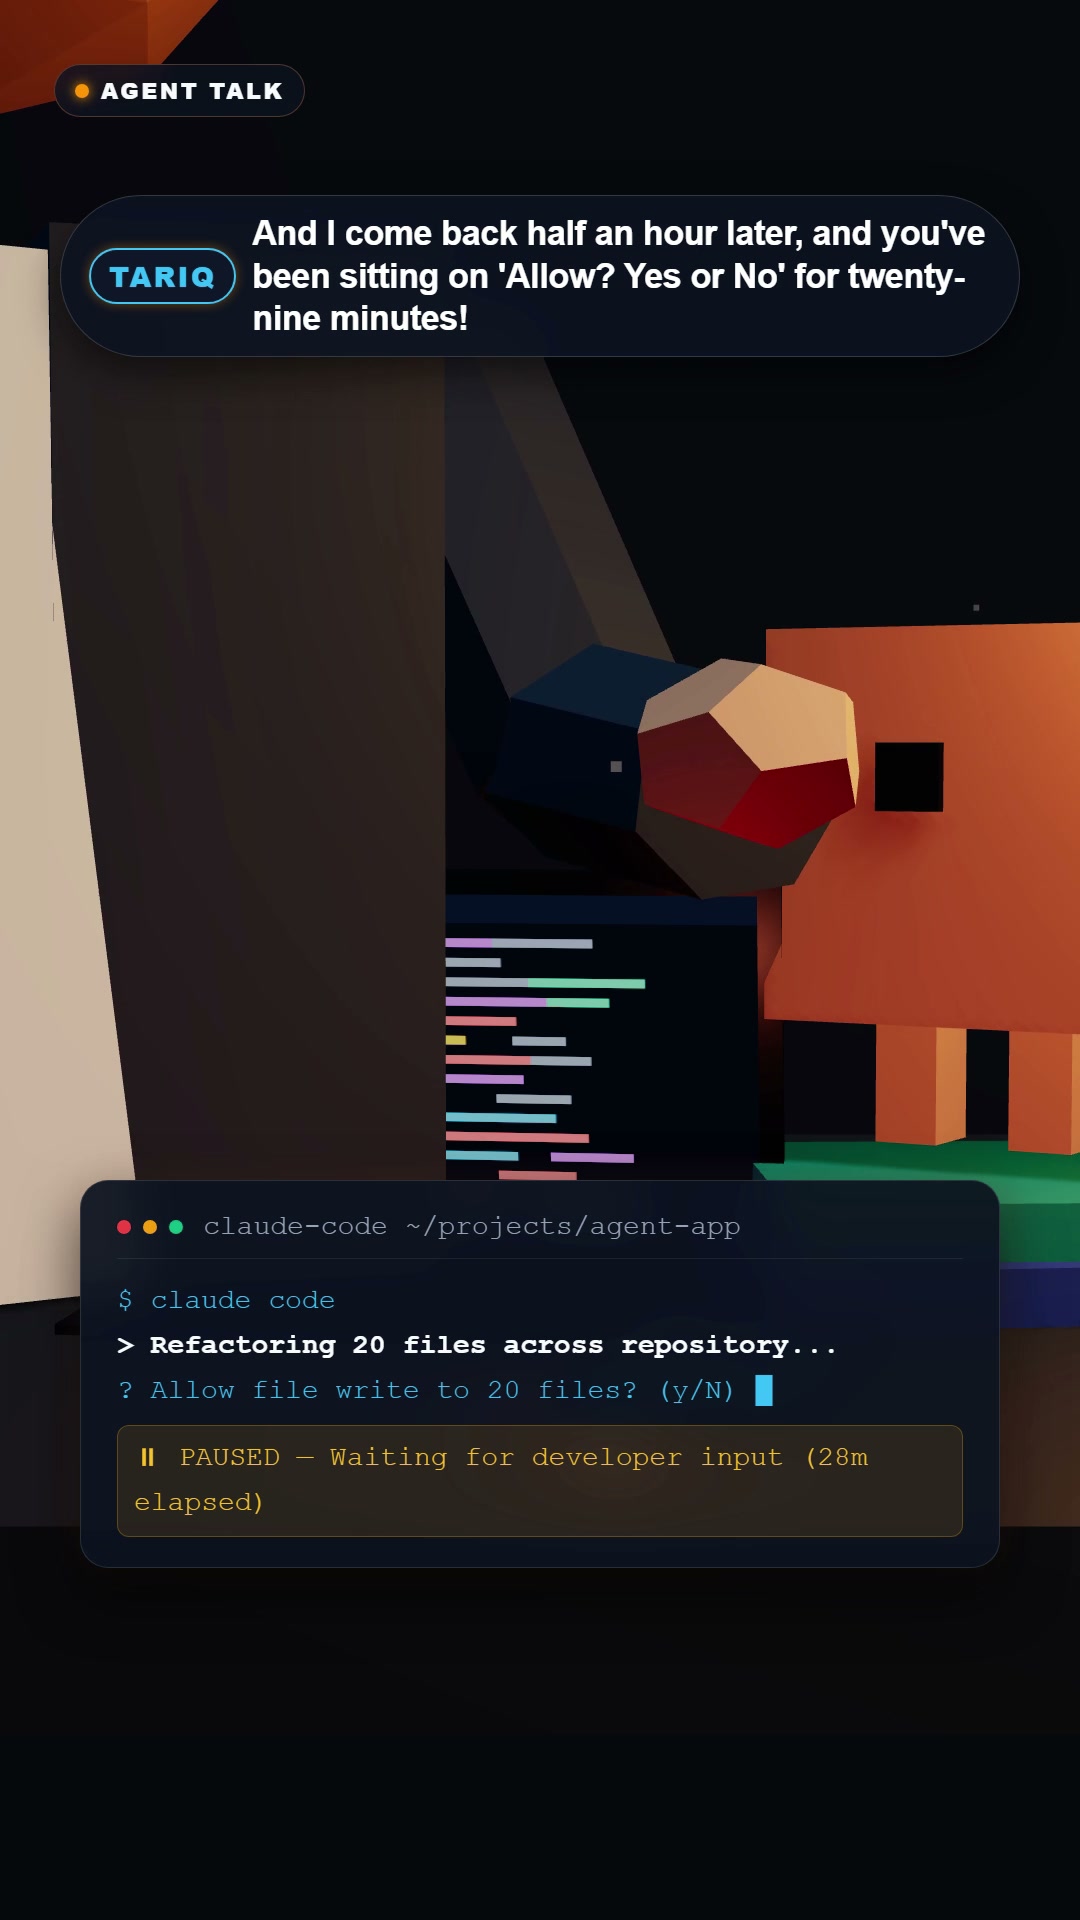 AGENT TALK
TARIQ
And I come back half an hour later, and you've
been sitting on 'Allow? Yes or No' for twenty-
nine minutes!
claude-code ~/projects/agent-app
$ claude code
> Refactoring 20 files across repository...
? Allow file write to 20 files? (y/N)
⏸ PAUSED — Waiting for developer input (28m
elapsed)